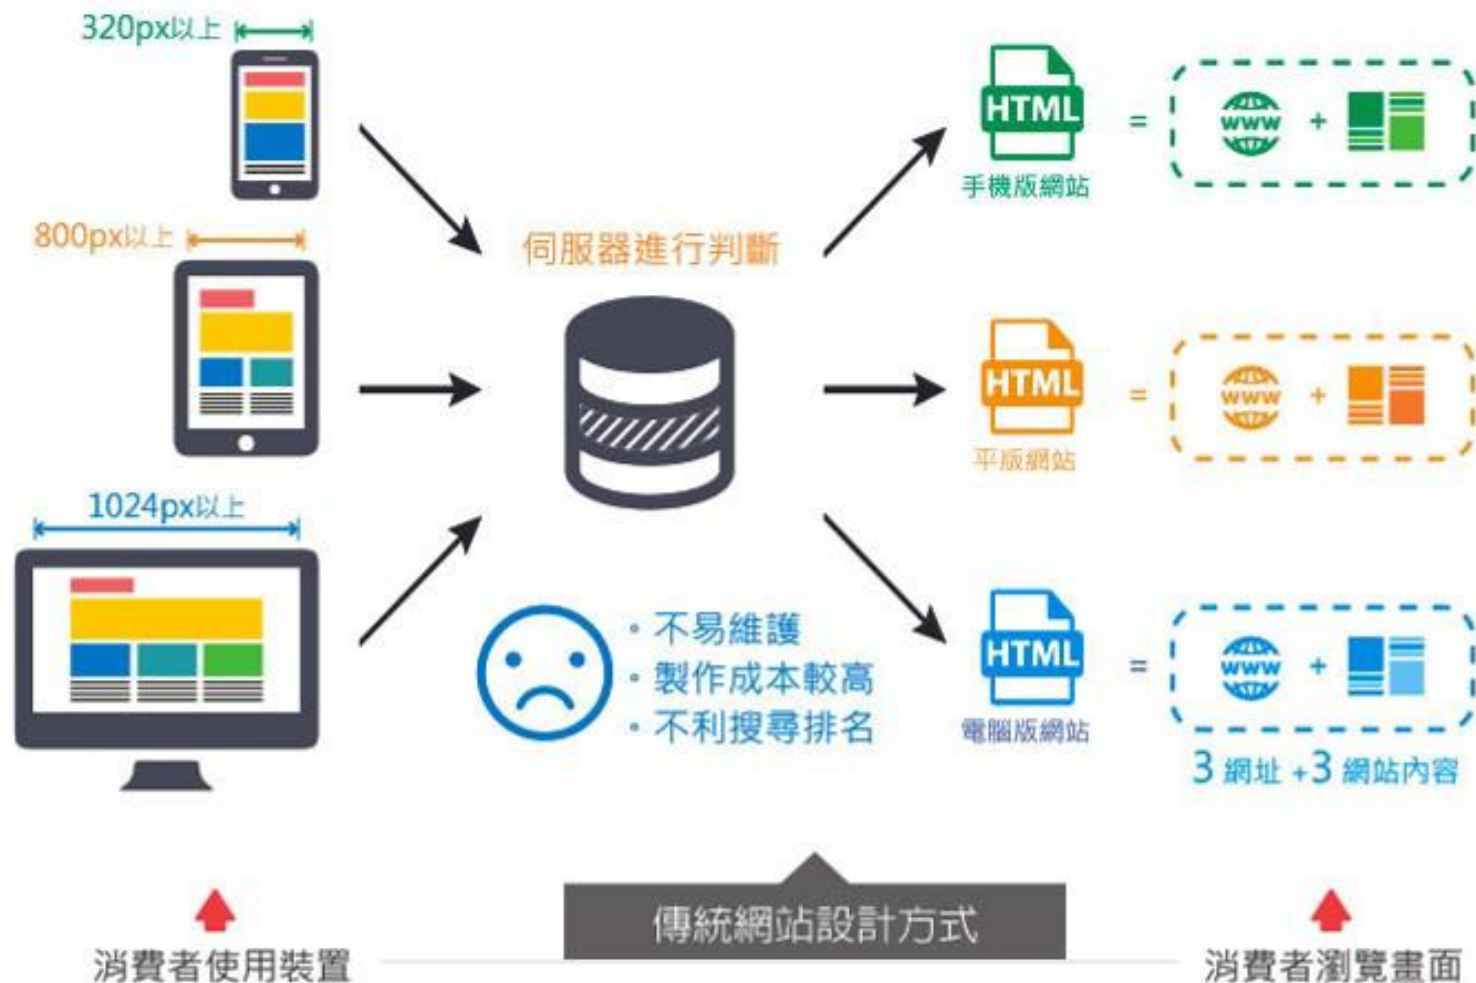 320px以上
800px以上
1024px以上
伺服器進行判斷
不易維護
製作成本較高
不利搜尋排名
HTML
手機版網站
=
www
+
HTML
平版網站
=
www
+
HTML
電腦版網站
=
www
+
3 網址 +3 網站內容
傳統網站設計方式
消費者使用裝置
消費者瀏覽畫面